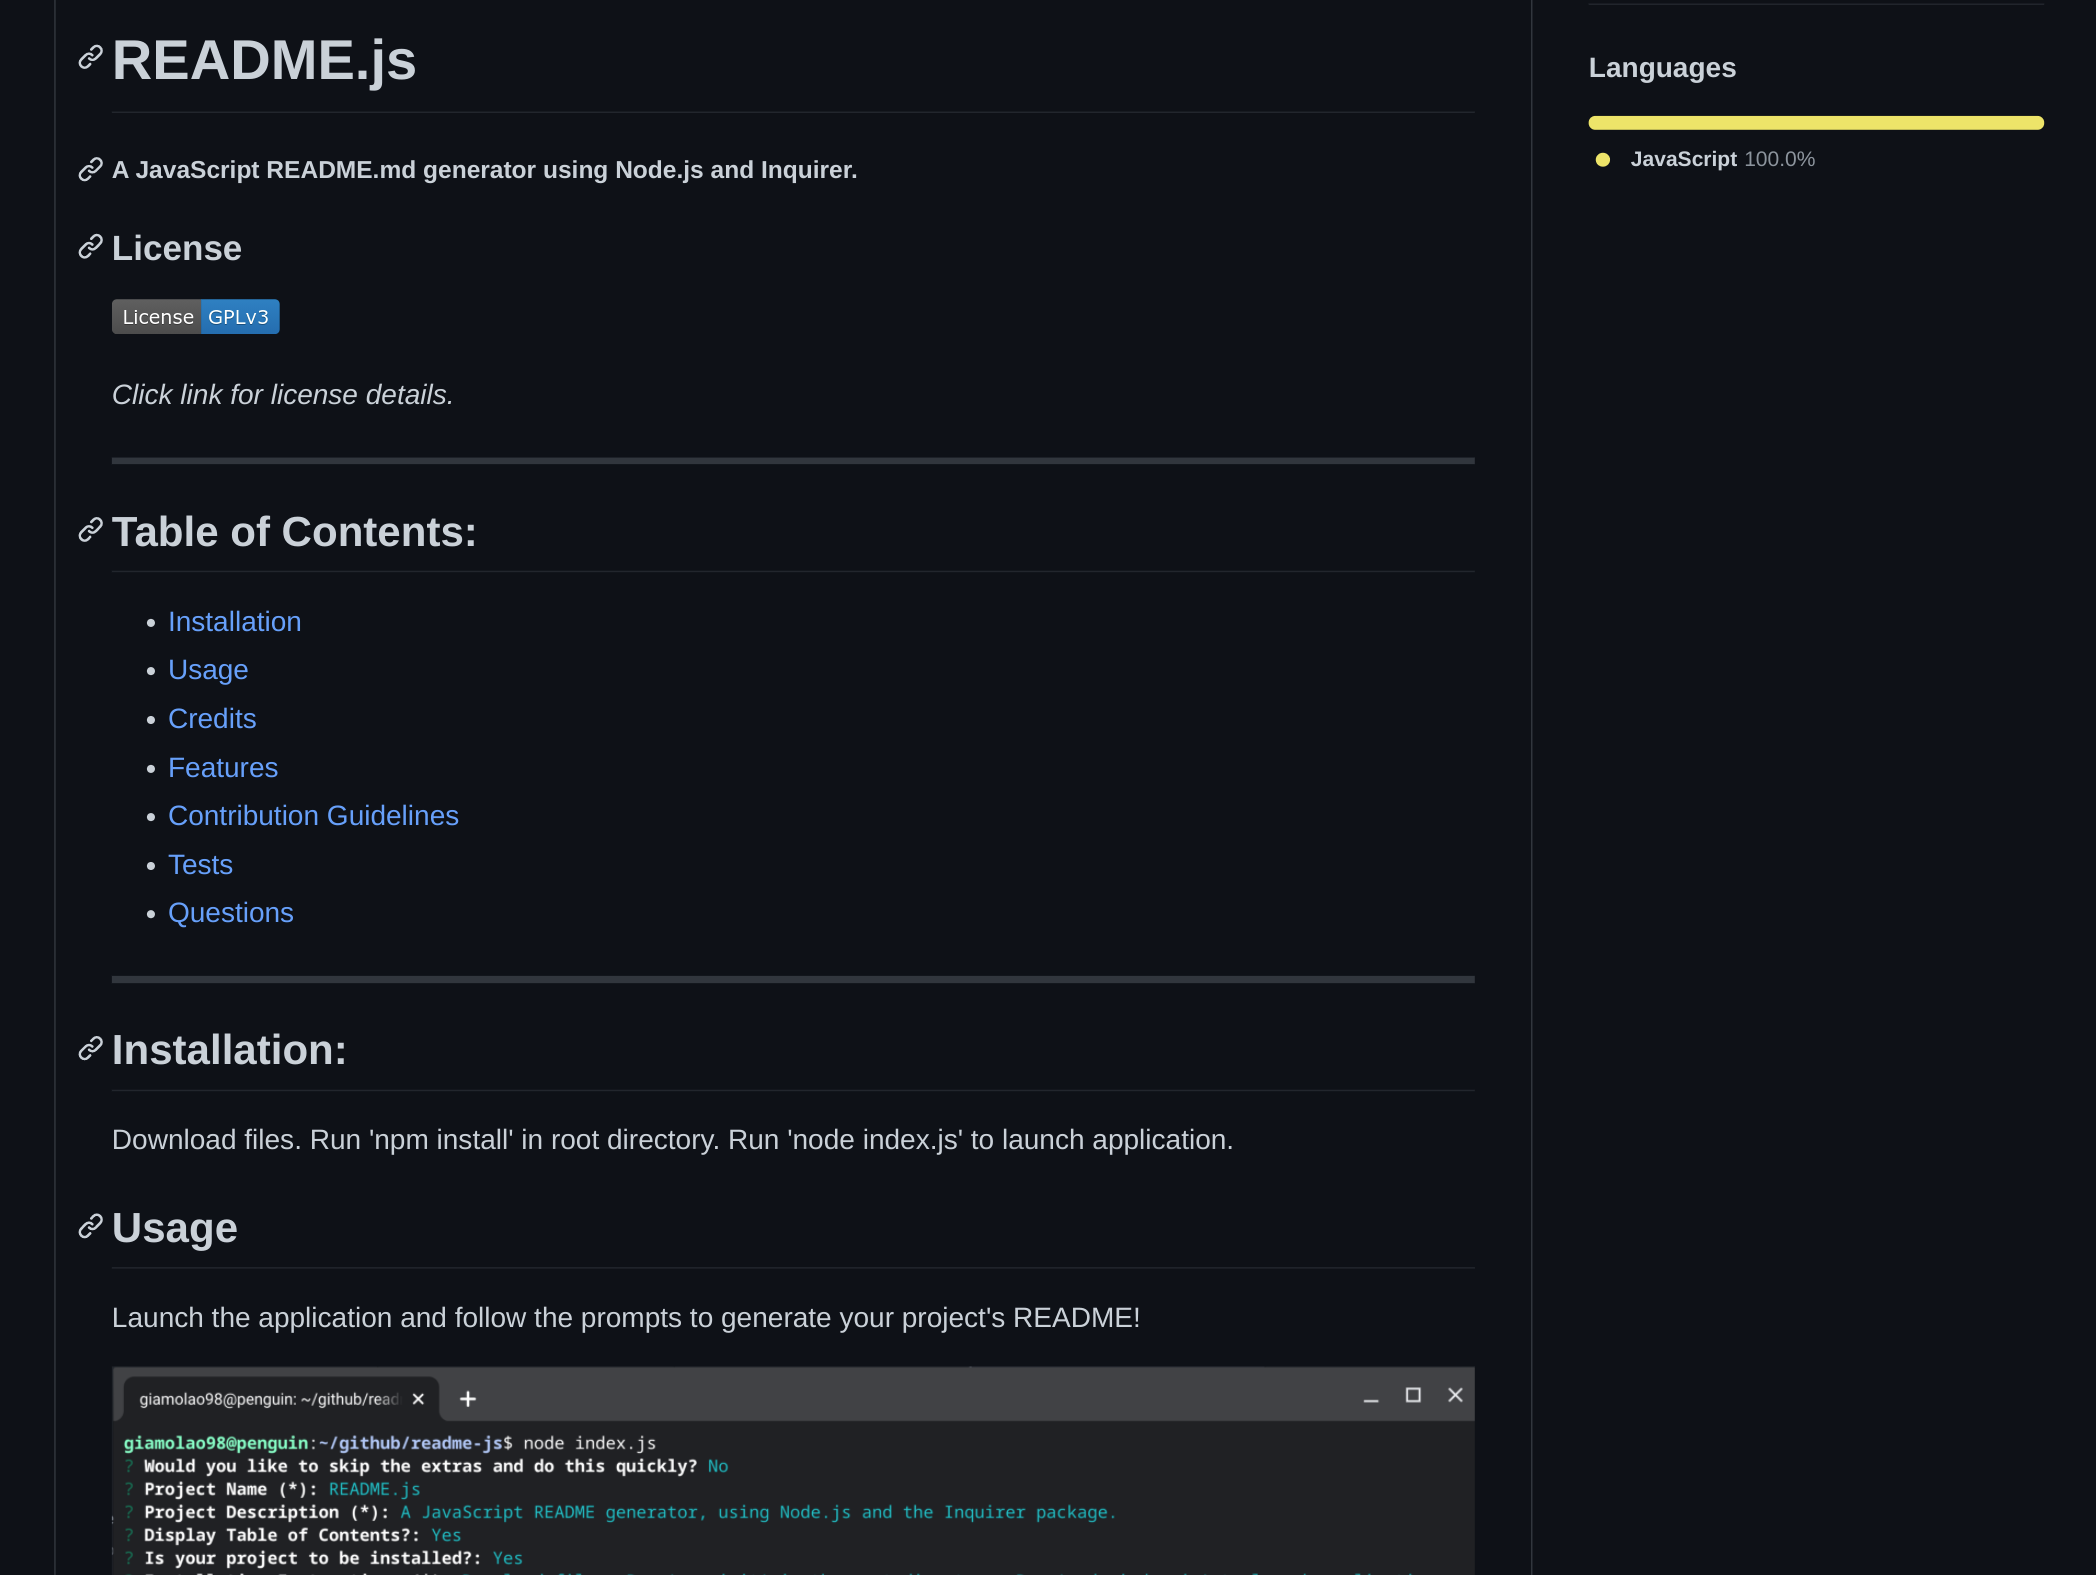 README.js
A JavaScript README.md generator using Node.js and Inquirer.
License
License GPLv3
Click link for license details.
Table of Contents:
Installation
Usage
Credits
Features
Contribution Guidelines
Tests
Questions
Installation:
Download files. Run 'npm install' in root directory. Run 'node index.js' to launch application.
Usage
Launch the application and follow the prompts to generate your project's README!
giamolao98@penguin: ~/github/read
giamolao98@penguin:~/github/readme-js$ node index.js
? Would you like to skip the extras and do this quickly? No
? Project Name (*): README.js
? Project Description (*): A JavaScript README generator, using Node.js and the Inquirer package.
? Display Table of Contents?: Yes
? Is your project to be installed?: Yes
Languages
JavaScript 100.0%